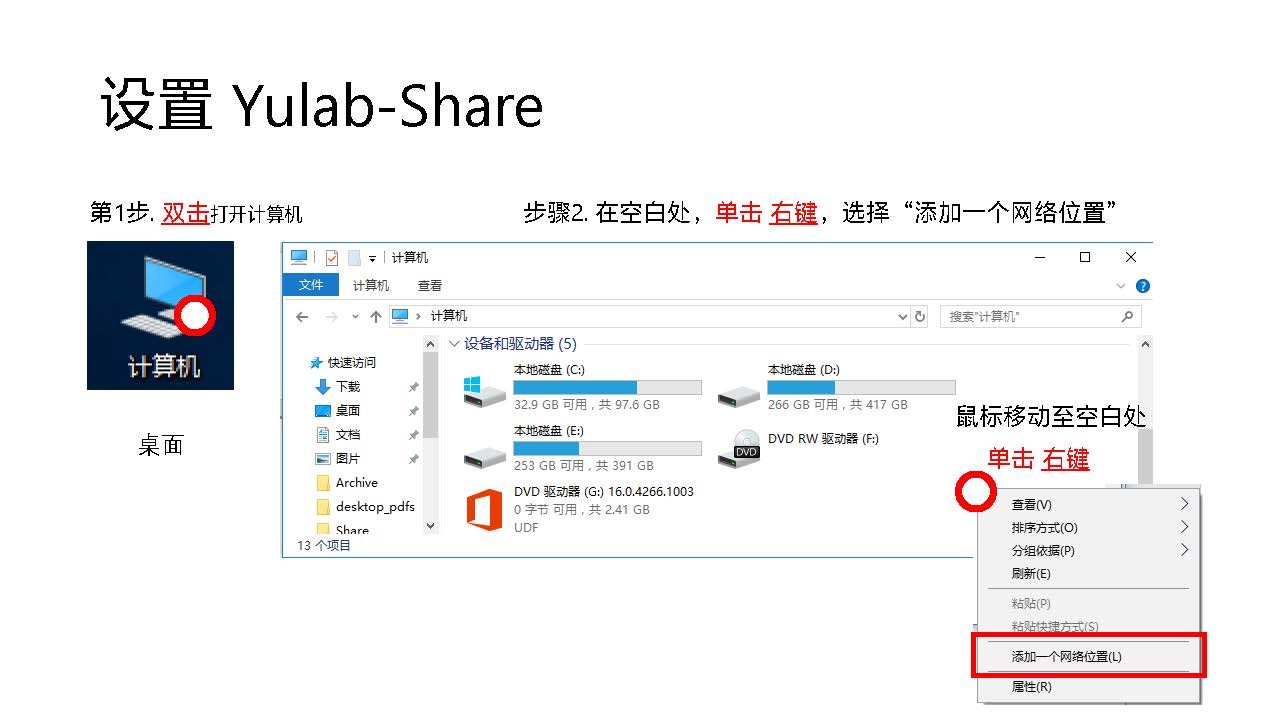 设置 Yulab-Share
第1步. 双击打开计算机
计算机
桌面
步骤2. 在空白处，单击 右键，选择“添加一个网络位置”
计算机
文件 计算机 查看
计算机
搜索"计算机"
快速访问
下载
桌面
文档
图片
Archive
desktop_pdfs
Share
13 个项目
设备和驱动器 (5)
本地磁盘 (C:)
32.9 GB 可用，共 97.6 GB
本地磁盘 (D:)
266 GB 可用，共 417 GB
本地磁盘 (E:)
253 GB 可用，共 391 GB
DVD RW 驱动器 (F:)
DVD
DVD 驱动器 (G:) 16.0.4266.1003
0 字节 可用，共 2.41 GB
UDF
鼠标移动至空白处
单击 右键
查看(V)
排序方式(O)
分组依据(P)
刷新(E)
粘贴(P)
粘贴快捷方式(S)
添加一个网络位置(L)
属性(R)